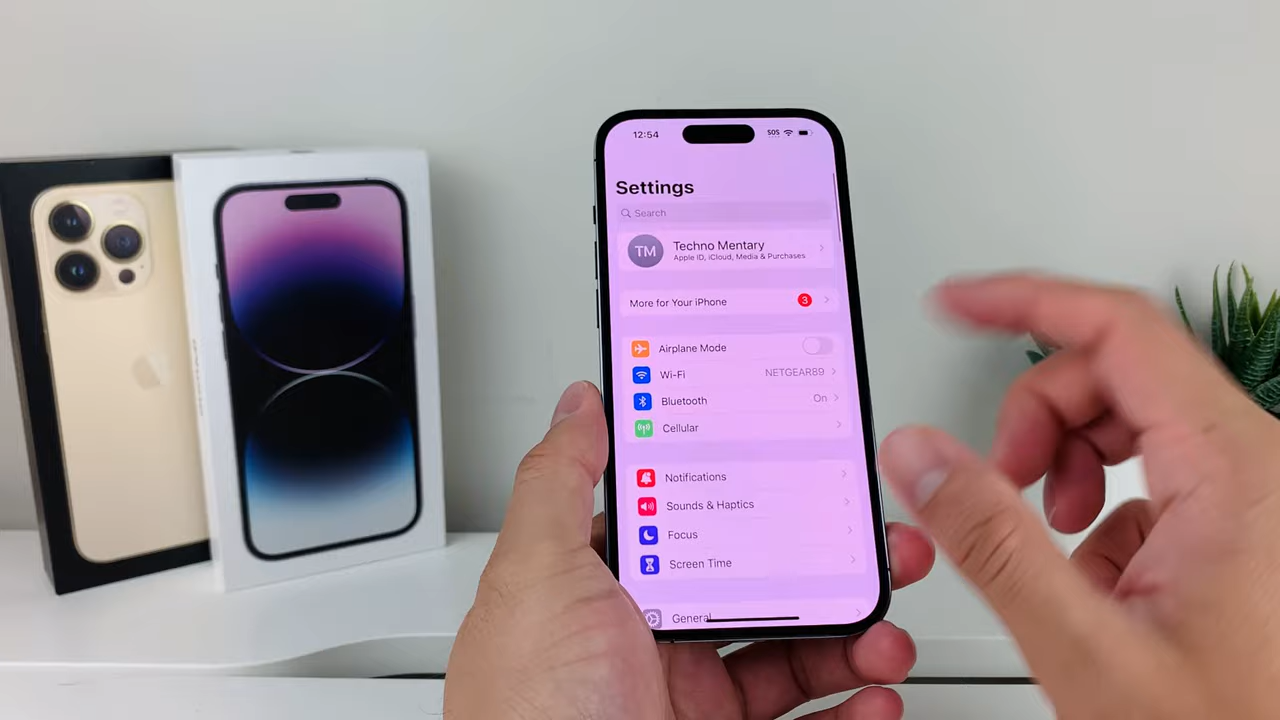 12:54 SOS
Settings
Search
TM
Techno Mentary
Apple ID, iCloud, Media & Purchases
More for Your iPhone 3
Airplane Mode
Wi-Fi NETGEAR89
Bluetooth On
Cellular
Notifications
Sounds & Haptics
Focus
Screen Time
General